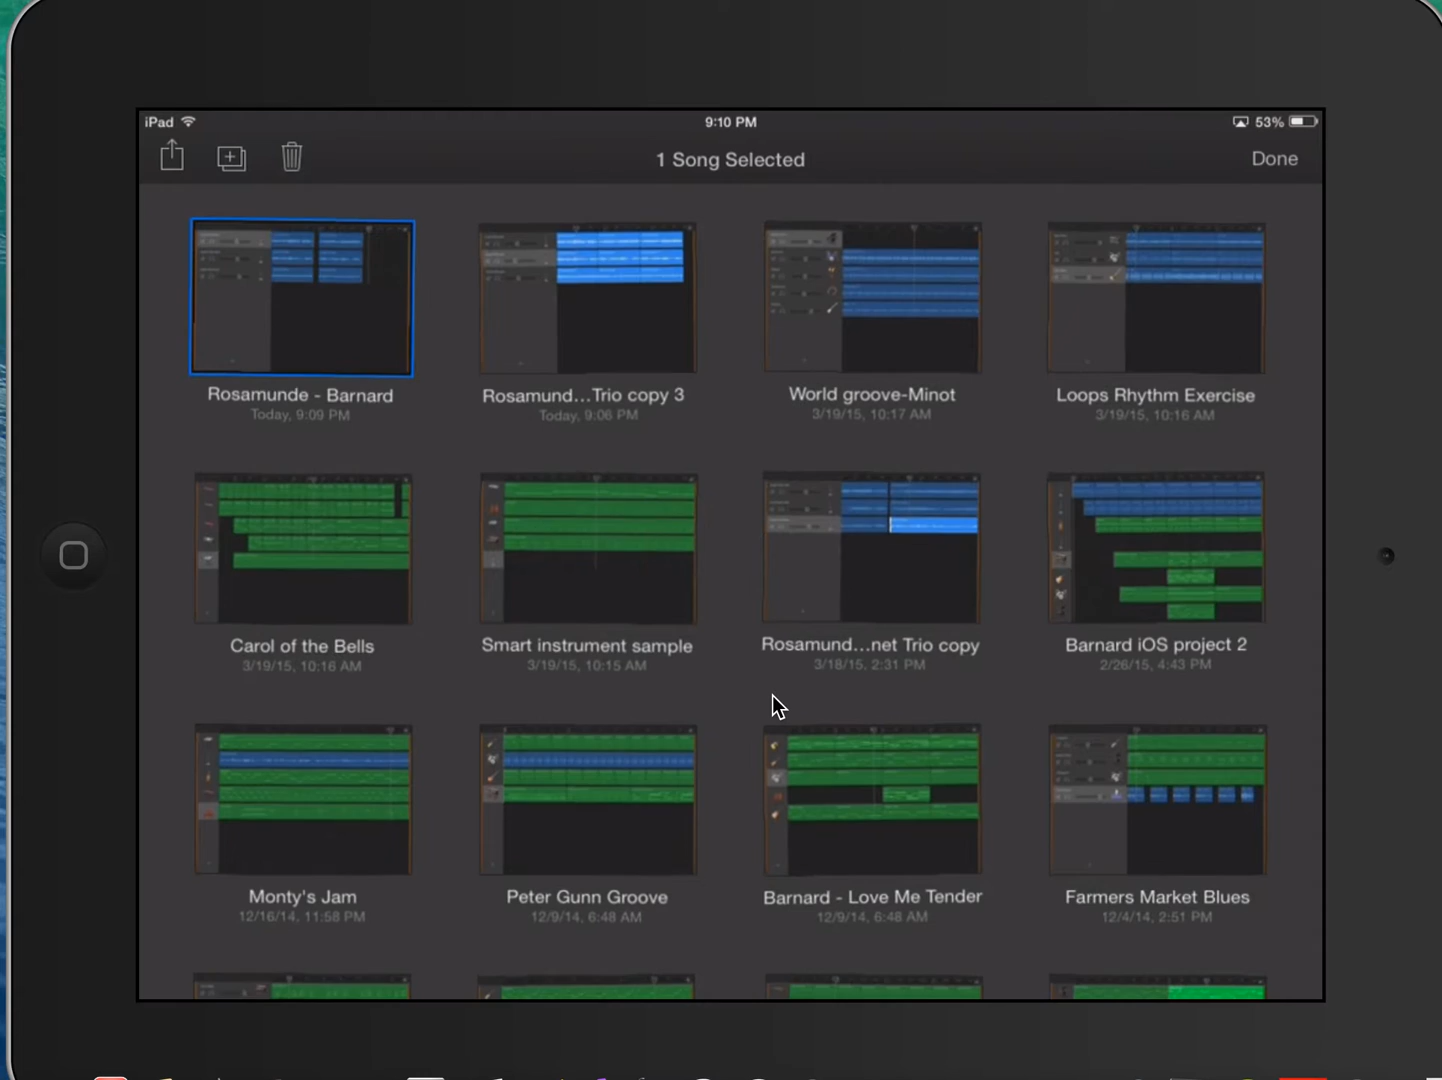 iPad
9:10 PM
53%
1 Song Selected
Done
Rosamunde - Barnard
Today, 9:09 PM
Rosamund...Trio copy 3
Today, 9:06 PM
World groove-Minot
3/19/15, 10:17 AM
Loops Rhythm Exercise
3/19/15, 10:16 AM
Carol of the Bells
3/19/15, 10:16 AM
Smart instrument sample
3/19/15, 10:15 AM
Rosamund...net Trio copy
3/18/15, 2:31 PM
Barnard iOS project 2
2/26/15, 4:43 PM
Monty's Jam
12/16/14, 11:58 PM
Peter Gunn Groove
12/9/14, 6:48 AM
Barnard - Love Me Tender
12/9/14, 6:48 AM
Farmers Market Blues
12/4/14, 2:51 PM